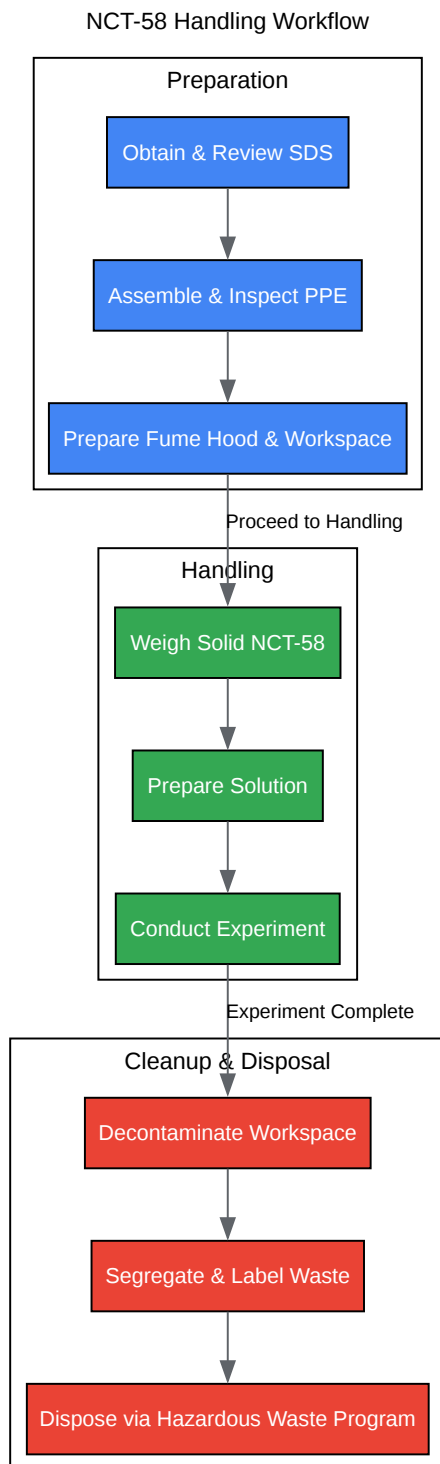 NCT-58 Handling Workflow
Preparation
Obtain & Review SDS
Assemble & Inspect PPE
Prepare Fume Hood & Workspace
Proceed to Handling
Handling
Weigh Solid NCT-58
Prepare Solution
Conduct Experiment
Experiment Complete
Cleanup & Disposal
Decontaminate Workspace
Segregate & Label Waste
Dispose via Hazardous Waste Program